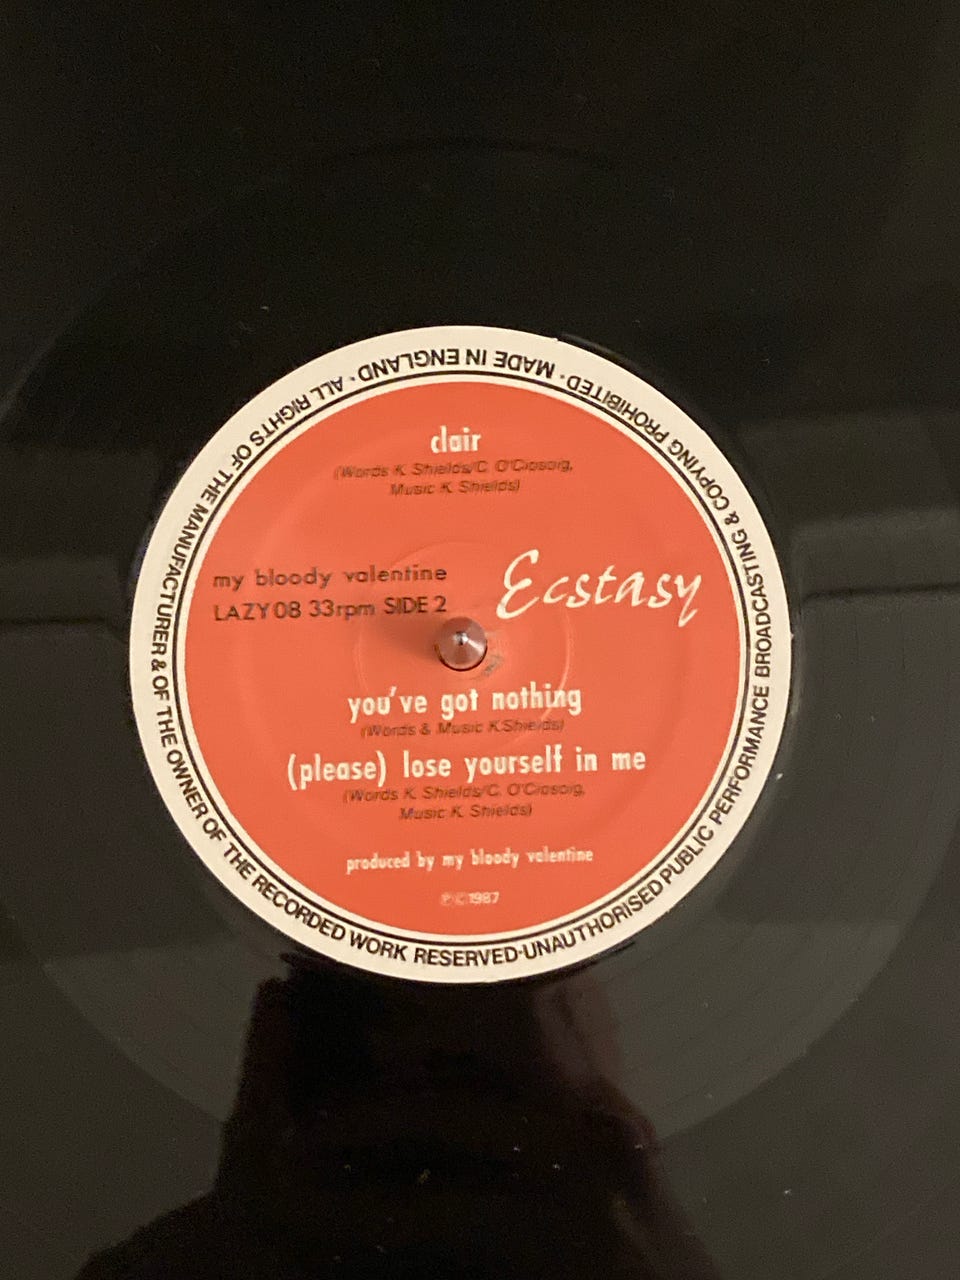 clair
(Words K. Shields/C. O'Ciosoig,
Music K. Shields)
my bloody valentine
LAZY 08 33rpm SIDE 2
Ecstasy
you've got nothing
(Words & Music K.Shields)
(please) lose yourself in me
(Words K. Shields/C. O'Ciosoig,
Music K. Shields)
produced by my bloody valentine
℗©1987
ALL RIGHTS OF THE MANUFACTURER & OF THE OWNER OF THE RECORDED WORK RESERVED·UNAUTHORISED PUBLIC PERFORMANCE BROADCASTING & COPYING PROHIBITED· MADE IN ENGLAND ·